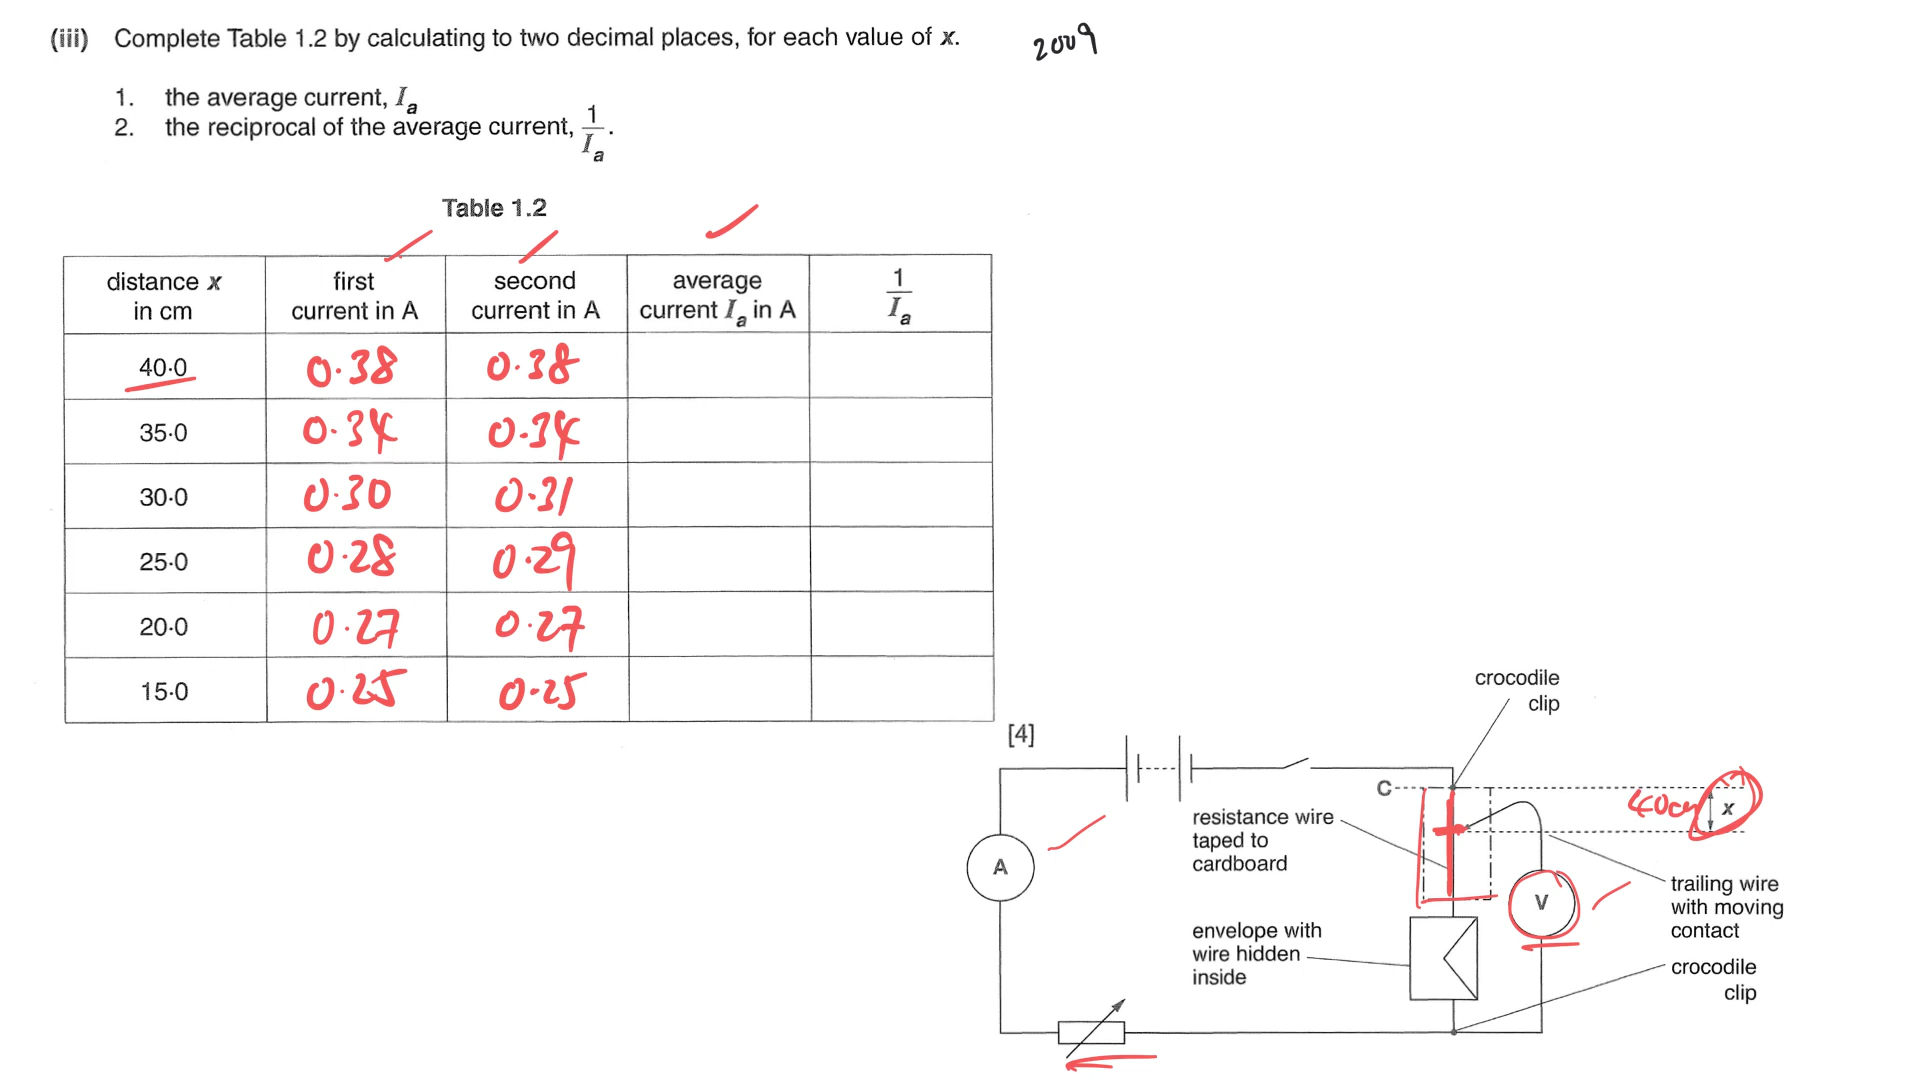 (iii) Complete Table 1.2 by calculating to two decimal places, for each value of x.
2009
1. the average current, Iₐ
2. the reciprocal of the average current, 1/Iₐ.
Table 1.2
distance x in cm | first current in A | second current in A | average current Iₐ in A | 1/Iₐ
40·0 | 0.38 | 0.38
35·0 | 0.34 | 0.34
30·0 | 0.30 | 0.31
25·0 | 0.28 | 0.29
20·0 | 0.27 | 0.27
15·0 | 0.25 | 0.25
[4]
crocodile
clip
C
40cm
x
resistance wire
taped to
cardboard
A
V
trailing wire
with moving
contact
envelope with
wire hidden
inside
crocodile
clip